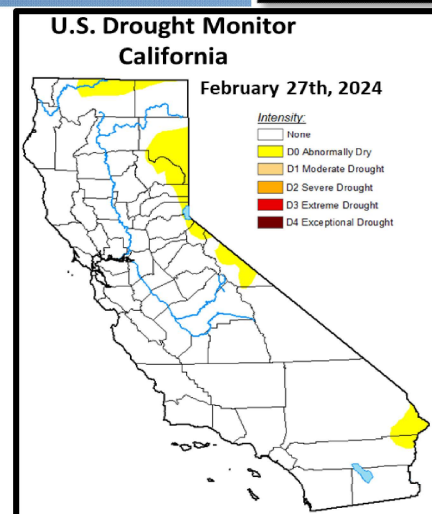 U.S. Drought Monitor
California
February 27th, 2024
Intensity:
None
D0 Abnormally Dry
D1 Moderate Drought
D2 Severe Drought
D3 Extreme Drought
D4 Exceptional Drought